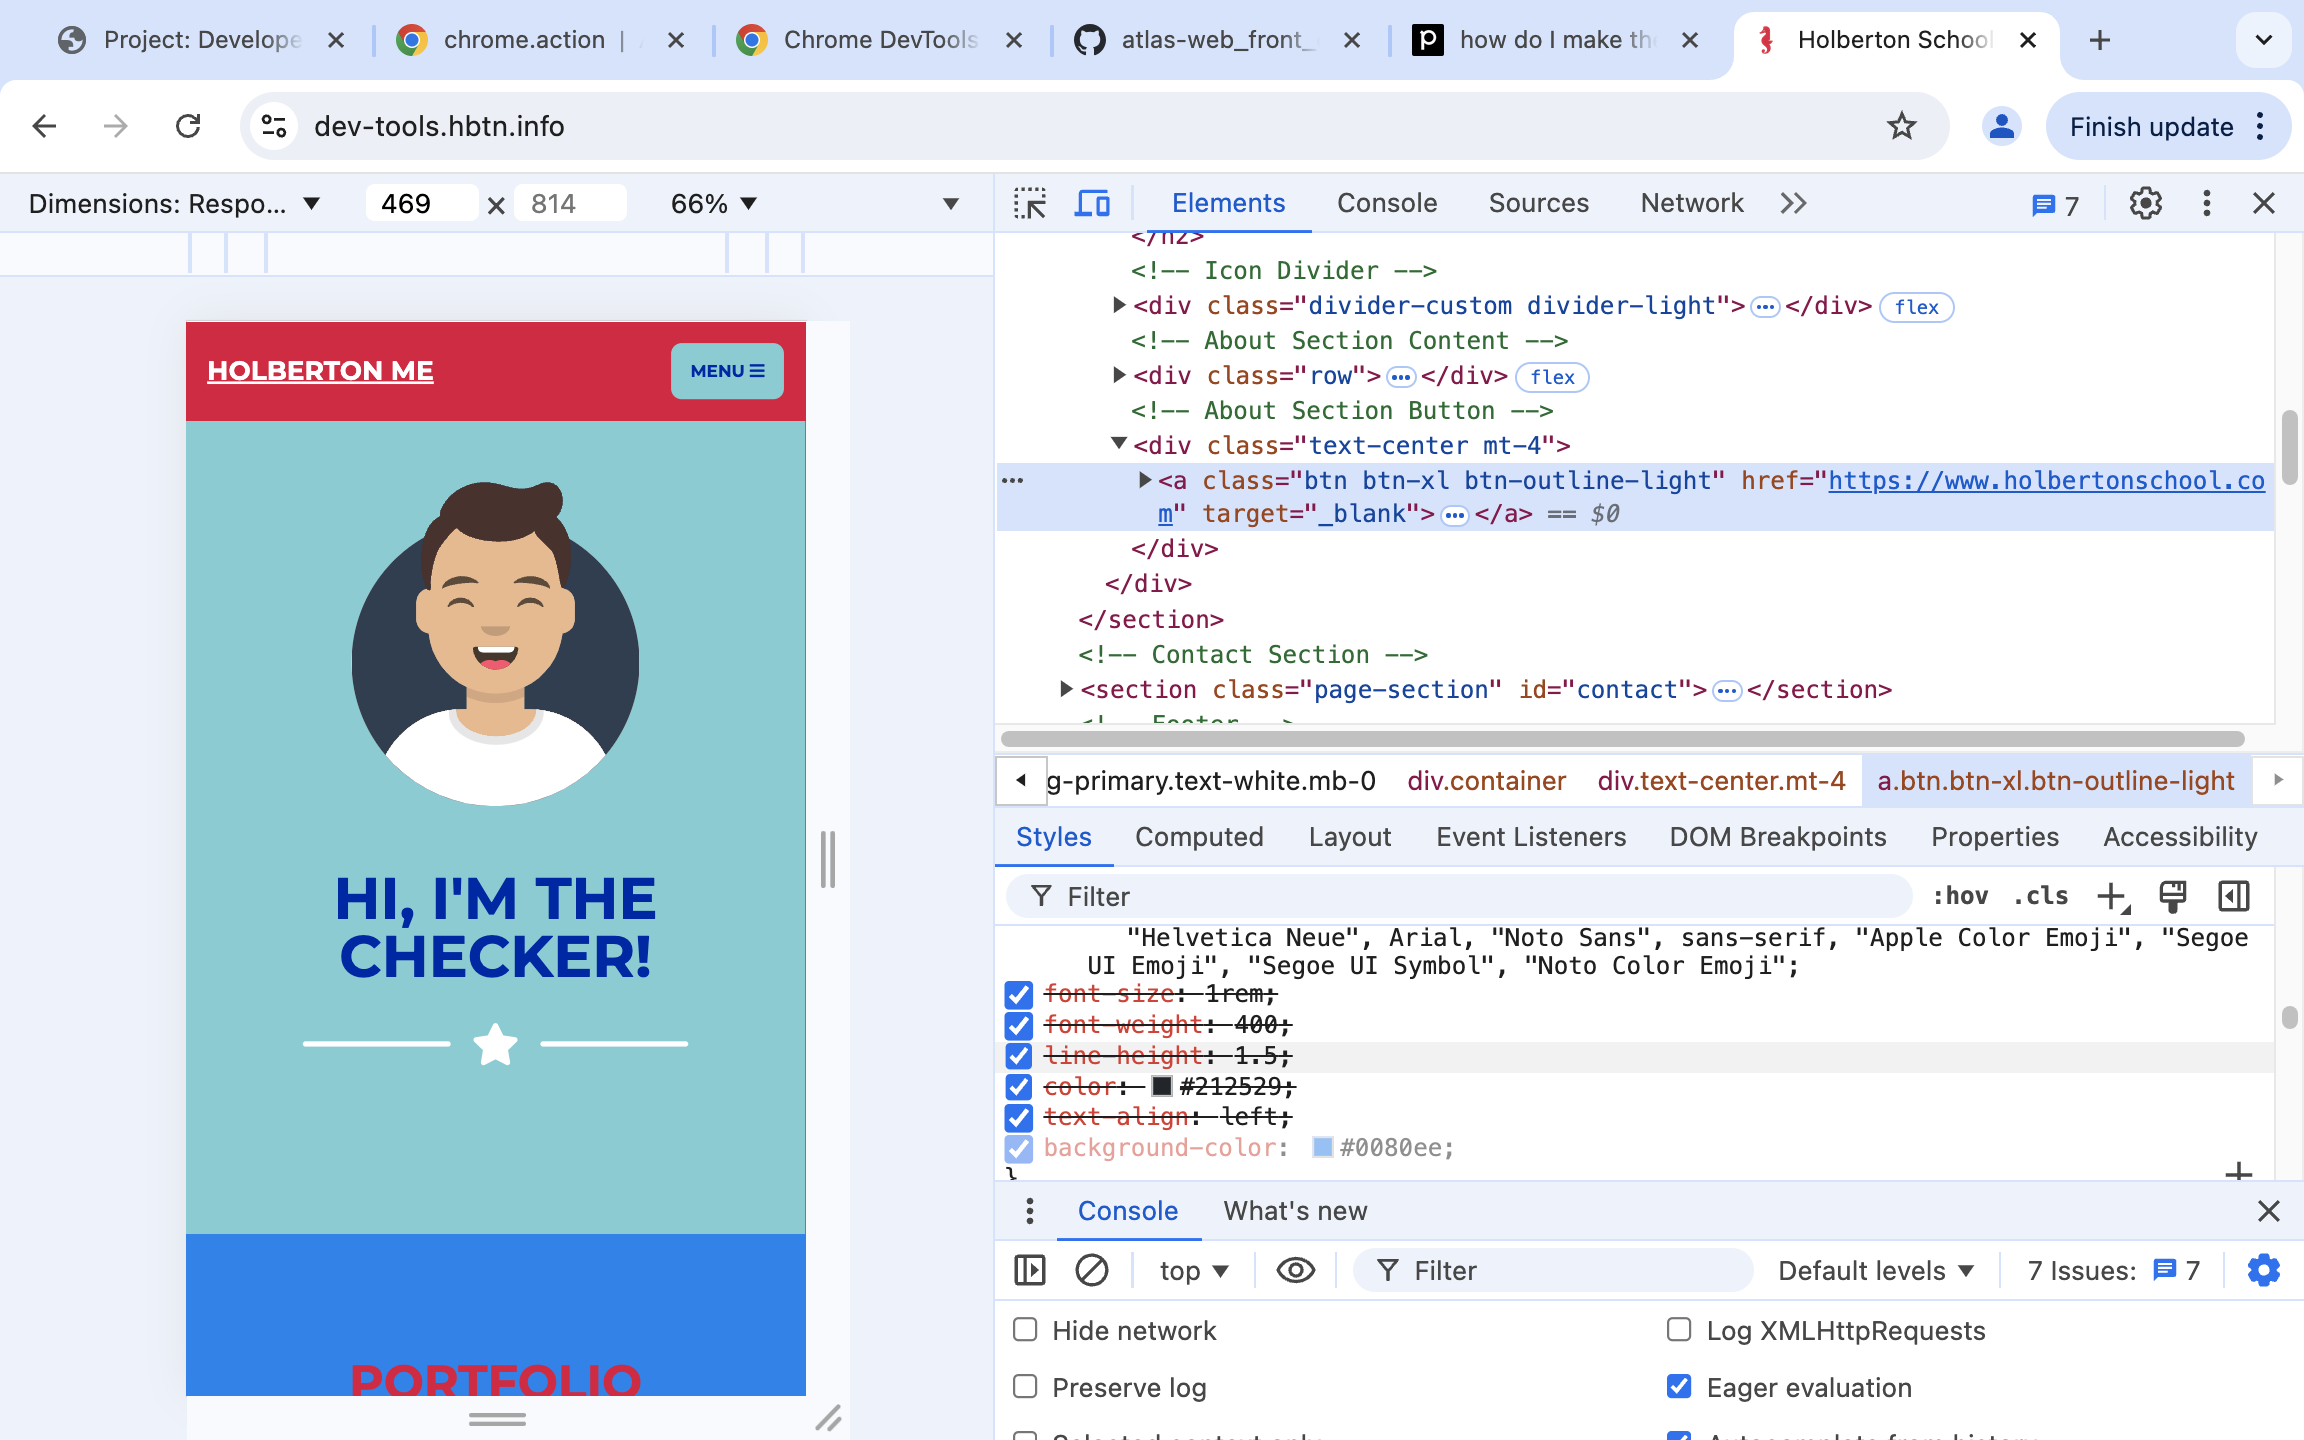 Project: Develope
chrome.action |
Chrome DevTools
atlas-web_front_
how do I make the
Holberton School
dev-tools.hbtn.info
Finish update
Dimensions: Respo... 469 × 814 66%
Elements Console Sources Network 7
HOLBERTON ME
MENU
HI, I'M THE
CHECKER!
PORTFOLIO
</h2>
<!-- Icon Divider -->
<div class="divider-custom divider-light">…</div> flex
<!-- About Section Content -->
<div class="row">…</div> flex
<!-- About Section Button -->
<div class="text-center mt-4">
<a class="btn btn-xl btn-outline-light" href="https://www.holbertonschool.co
m" target="_blank">…</a> == $0
</div>
</div>
</section>
<!-- Contact Section -->
<section class="page-section" id="contact">…</section>
<!-- Footer -->
g-primary.text-white.mb-0 div.container div.text-center.mt-4 a.btn.btn-xl.btn-outline-light
Styles Computed Layout Event Listeners DOM Breakpoints Properties Accessibility
Filter :hov .cls
"Helvetica Neue", Arial, "Noto Sans", sans-serif, "Apple Color Emoji", "Segoe
UI Emoji", "Segoe UI Symbol", "Noto Color Emoji";
font-size: 1rem;
font-weight: 400;
line-height: 1.5;
color: #212529;
text-align: left;
background-color: #0080ee;
}
Console What's new
top Filter Default levels 7 Issues: 7
Hide network
Log XMLHttpRequests
Preserve log
Eager evaluation
Selected context only
Autocomplete from history